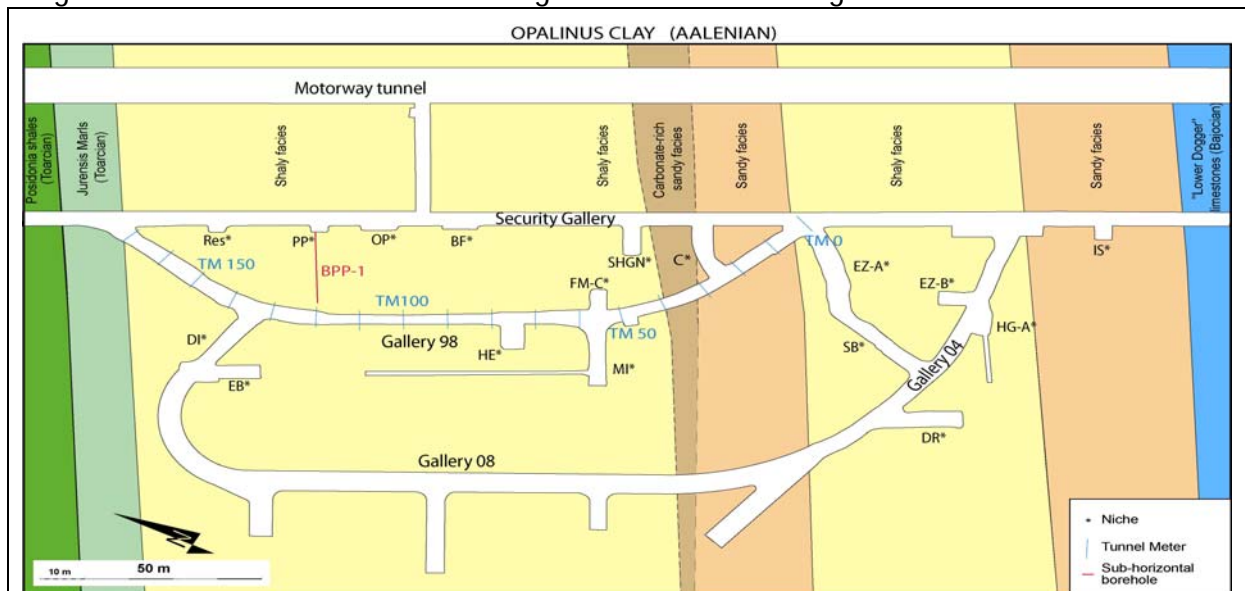 OPALINUS CLAY (AALENIAN)
Motorway tunnel
Posidonia shales
(Toarcian)
Jurensis Marls
(Toarcian)
Shaly facies
Shaly facies
Carbonate-rich
sandy facies
Sandy facies
Shaly facies
Sandy facies
"Lower Dogger"
limestones (Bajocian)
Security Gallery
Res*
PP*
OP*
BF*
SHGN*
C*
TM 0
IS*
TM 150
BPP-1
TM100
FM-C*
TM 50
EZ-A*
EZ-B*
HG-A*
DI*
Gallery 98
HE*
MI*
SB*
Gallery 04
EB*
DR*
Gallery 08
N
10 m
50 m
* Niche
Tunnel Meter
Sub-horizontal
borehole